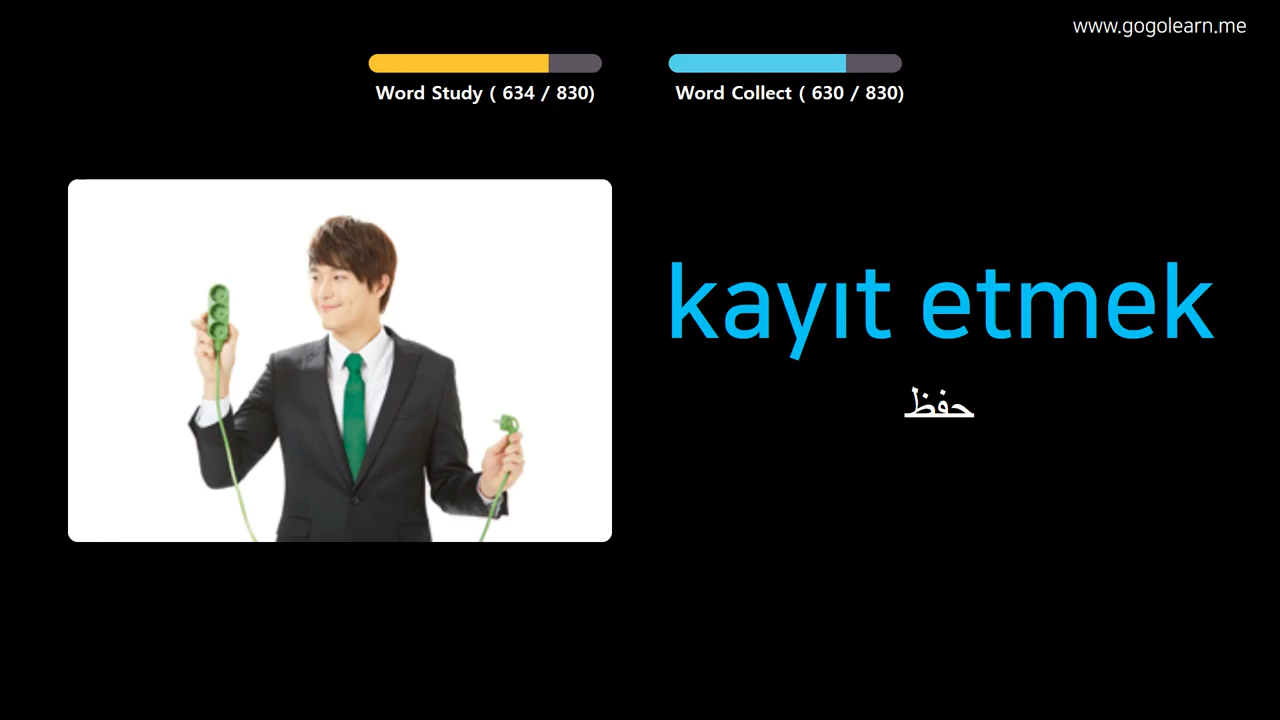 www.gogolearn.me
Word Study ( 634 / 830)
Word Collect ( 630 / 830)
kayıt etmek
حفظ